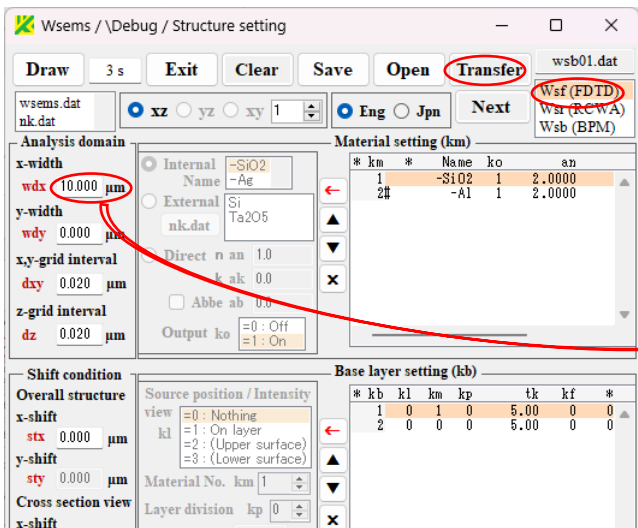 Wsems / \Debug / Structure setting
Draw 3 s Exit Clear Save Open Transfer wsb01.dat
wsems.dat
nk.dat
xz yz xy 1 Eng Jpn Next
Wsf (FDTD)
Wsr (RCWA)
Wsb (BPM)
Analysis domain
x-width
wdx 10.000 μm
y-width
wdy 0.000 μm
x,y-grid interval
dxy 0.020 μm
z-grid interval
dz 0.020 μm
Internal Name
-SiO2
-Ag
External
Si
Ta2O5
nk.dat
Direct n an 1.0
k ak 0.0
Abbe ab 0.0
Output ko
=0 : Off
=1 : On
Material setting (km)
* km * Name ko an
1 -SiO2 1 2.0000
2# -Al 1 2.0000
Shift condition
Overall structure
x-shift
stx 0.000 μm
y-shift
sty 0.000 μm
Cross section view
x-shift
Source position / Intensity
view kl
=0 : Nothing
=1 : On layer
=2 : (Upper surface)
=3 : (Lower surface)
Material No. km 1
Layer division kp 0
Base layer setting (kb)
* kb kl km kp tk kf *
1 0 1 0 5.00 0 0
2 0 0 0 5.00 0 0